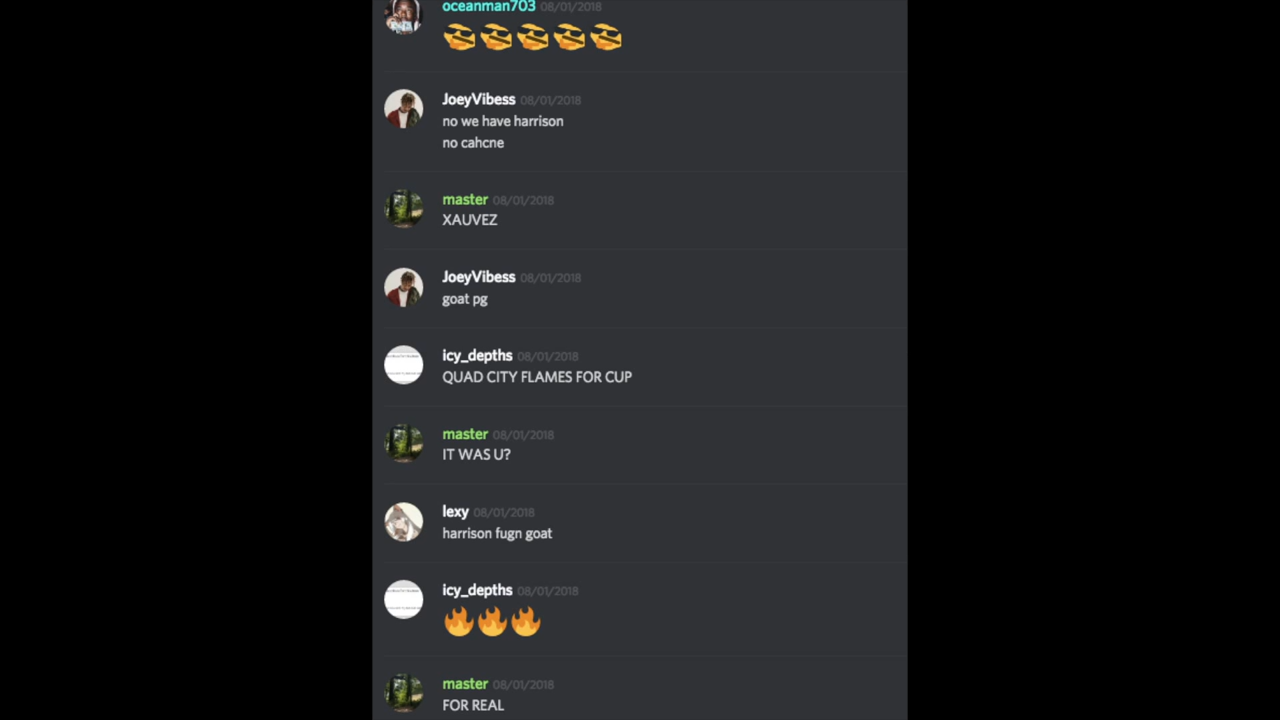 oceanman703 08/01/2018
JoeyVibess 08/01/2018
no we have harrison
no cahcne
master 08/01/2018
XAUVEZ
JoeyVibess 08/01/2018
goat pg
icy_depths 08/01/2018
QUAD CITY FLAMES FOR CUP
master 08/01/2018
IT WAS U?
lexy 08/01/2018
harrison fugn goat
icy_depths 08/01/2018
🔥🔥🔥
master 08/01/2018
FOR REAL